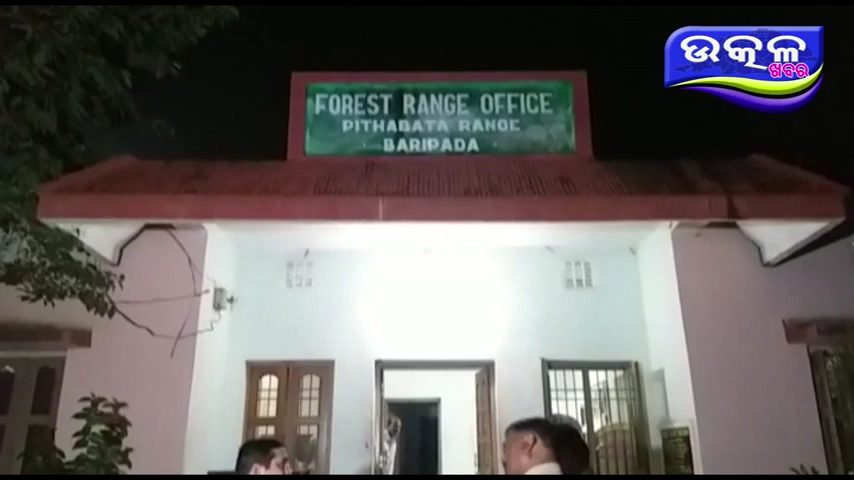 ଉତ୍କଳ
ଖବର
FOREST RANGE OFFICE
PITHABATA RANGE
BARIPADA